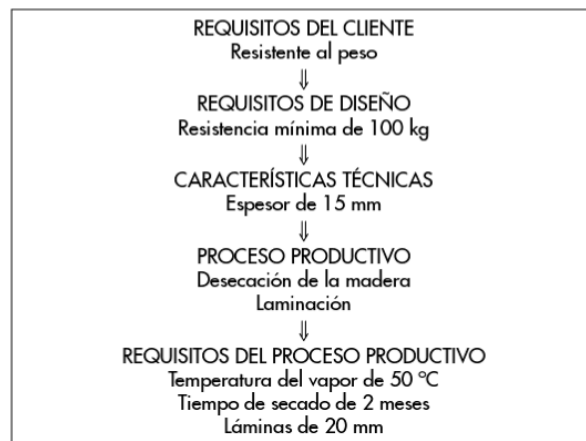 REQUISITOS DEL CLIENTE
Resistente al peso
⇓
REQUISITOS DE DISEÑO
Resistencia mínima de 100 kg
⇓
CARACTERÍSTICAS TÉCNICAS
Espesor de 15 mm
⇓
PROCESO PRODUCTIVO
Desecación de la madera
Laminación
⇓
REQUISITOS DEL PROCESO PRODUCTIVO
Temperatura del vapor de 50 ºC
Tiempo de secado de 2 meses
Láminas de 20 mm